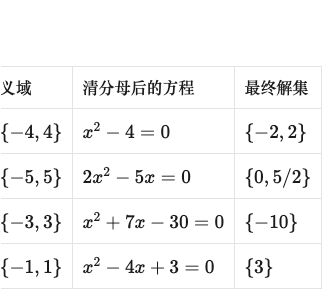 义域 清分母后的方程 最终解集
{−4, 4} x² − 4 = 0 {−2, 2}
{−5, 5} 2x² − 5x = 0 {0, 5/2}
{−3, 3} x² + 7x − 30 = 0 {−10}
{−1, 1} x² − 4x + 3 = 0 {3}